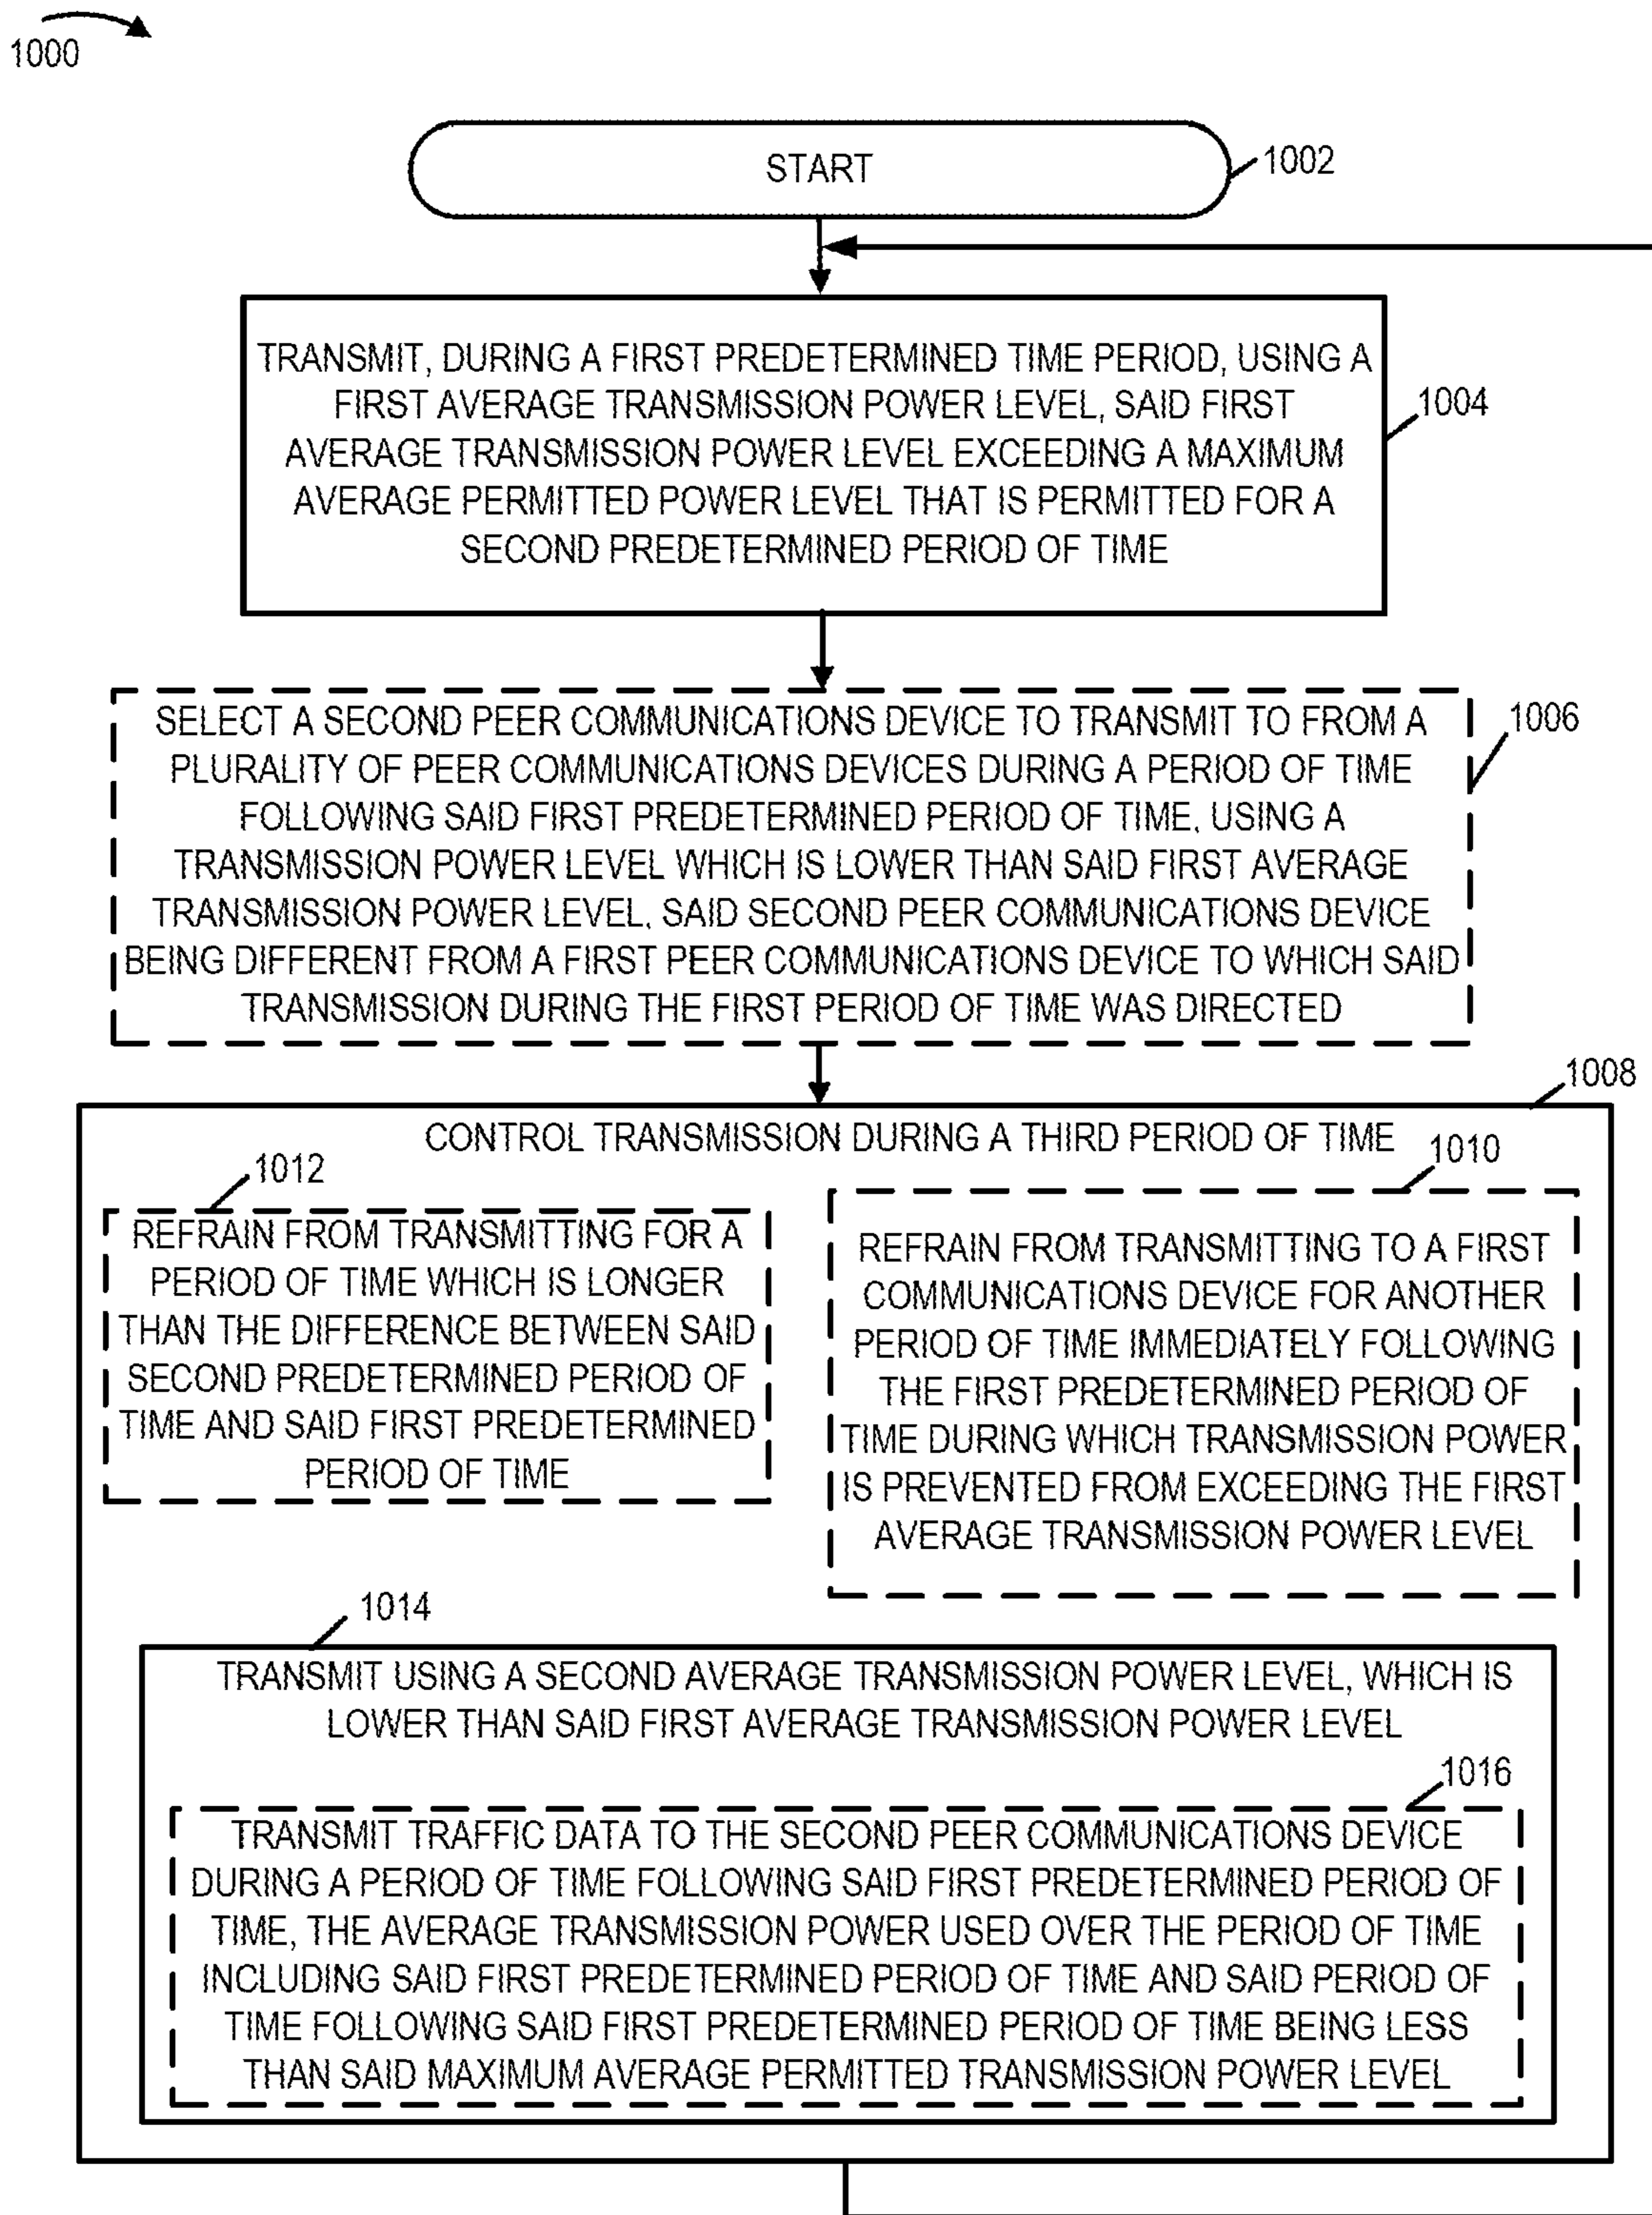 1000
START
1002
TRANSMIT, DURING A FIRST PREDETERMINED TIME PERIOD, USING A
FIRST AVERAGE TRANSMISSION POWER LEVEL, SAID FIRST
AVERAGE TRANSMISSION POWER LEVEL EXCEEDING A MAXIMUM
AVERAGE PERMITTED POWER LEVEL THAT IS PERMITTED FOR A
SECOND PREDETERMINED PERIOD OF TIME
1004
SELECT A SECOND PEER COMMUNICATIONS DEVICE TO TRANSMIT TO FROM A
PLURALITY OF PEER COMMUNICATIONS DEVICES DURING A PERIOD OF TIME
FOLLOWING SAID FIRST PREDETERMINED PERIOD OF TIME, USING A
TRANSMISSION POWER LEVEL WHICH IS LOWER THAN SAID FIRST AVERAGE
TRANSMISSION POWER LEVEL, SAID SECOND PEER COMMUNICATIONS DEVICE
BEING DIFFERENT FROM A FIRST PEER COMMUNICATIONS DEVICE TO WHICH SAID
TRANSMISSION DURING THE FIRST PERIOD OF TIME WAS DIRECTED
1006
1008
CONTROL TRANSMISSION DURING A THIRD PERIOD OF TIME
1012
REFRAIN FROM TRANSMITTING FOR A
PERIOD OF TIME WHICH IS LONGER
THAN THE DIFFERENCE BETWEEN SAID
SECOND PREDETERMINED PERIOD OF
TIME AND SAID FIRST PREDETERMINED
PERIOD OF TIME
1010
REFRAIN FROM TRANSMITTING TO A FIRST
COMMUNICATIONS DEVICE FOR ANOTHER
PERIOD OF TIME IMMEDIATELY FOLLOWING
THE FIRST PREDETERMINED PERIOD OF
TIME DURING WHICH TRANSMISSION POWER
IS PREVENTED FROM EXCEEDING THE FIRST
AVERAGE TRANSMISSION POWER LEVEL
1014
TRANSMIT USING A SECOND AVERAGE TRANSMISSION POWER LEVEL, WHICH IS
LOWER THAN SAID FIRST AVERAGE TRANSMISSION POWER LEVEL
1016
TRANSMIT TRAFFIC DATA TO THE SECOND PEER COMMUNICATIONS DEVICE
DURING A PERIOD OF TIME FOLLOWING SAID FIRST PREDETERMINED PERIOD OF
TIME, THE AVERAGE TRANSMISSION POWER USED OVER THE PERIOD OF TIME
INCLUDING SAID FIRST PREDETERMINED PERIOD OF TIME AND SAID PERIOD OF
TIME FOLLOWING SAID FIRST PREDETERMINED PERIOD OF TIME BEING LESS
THAN SAID MAXIMUM AVERAGE PERMITTED TRANSMISSION POWER LEVEL